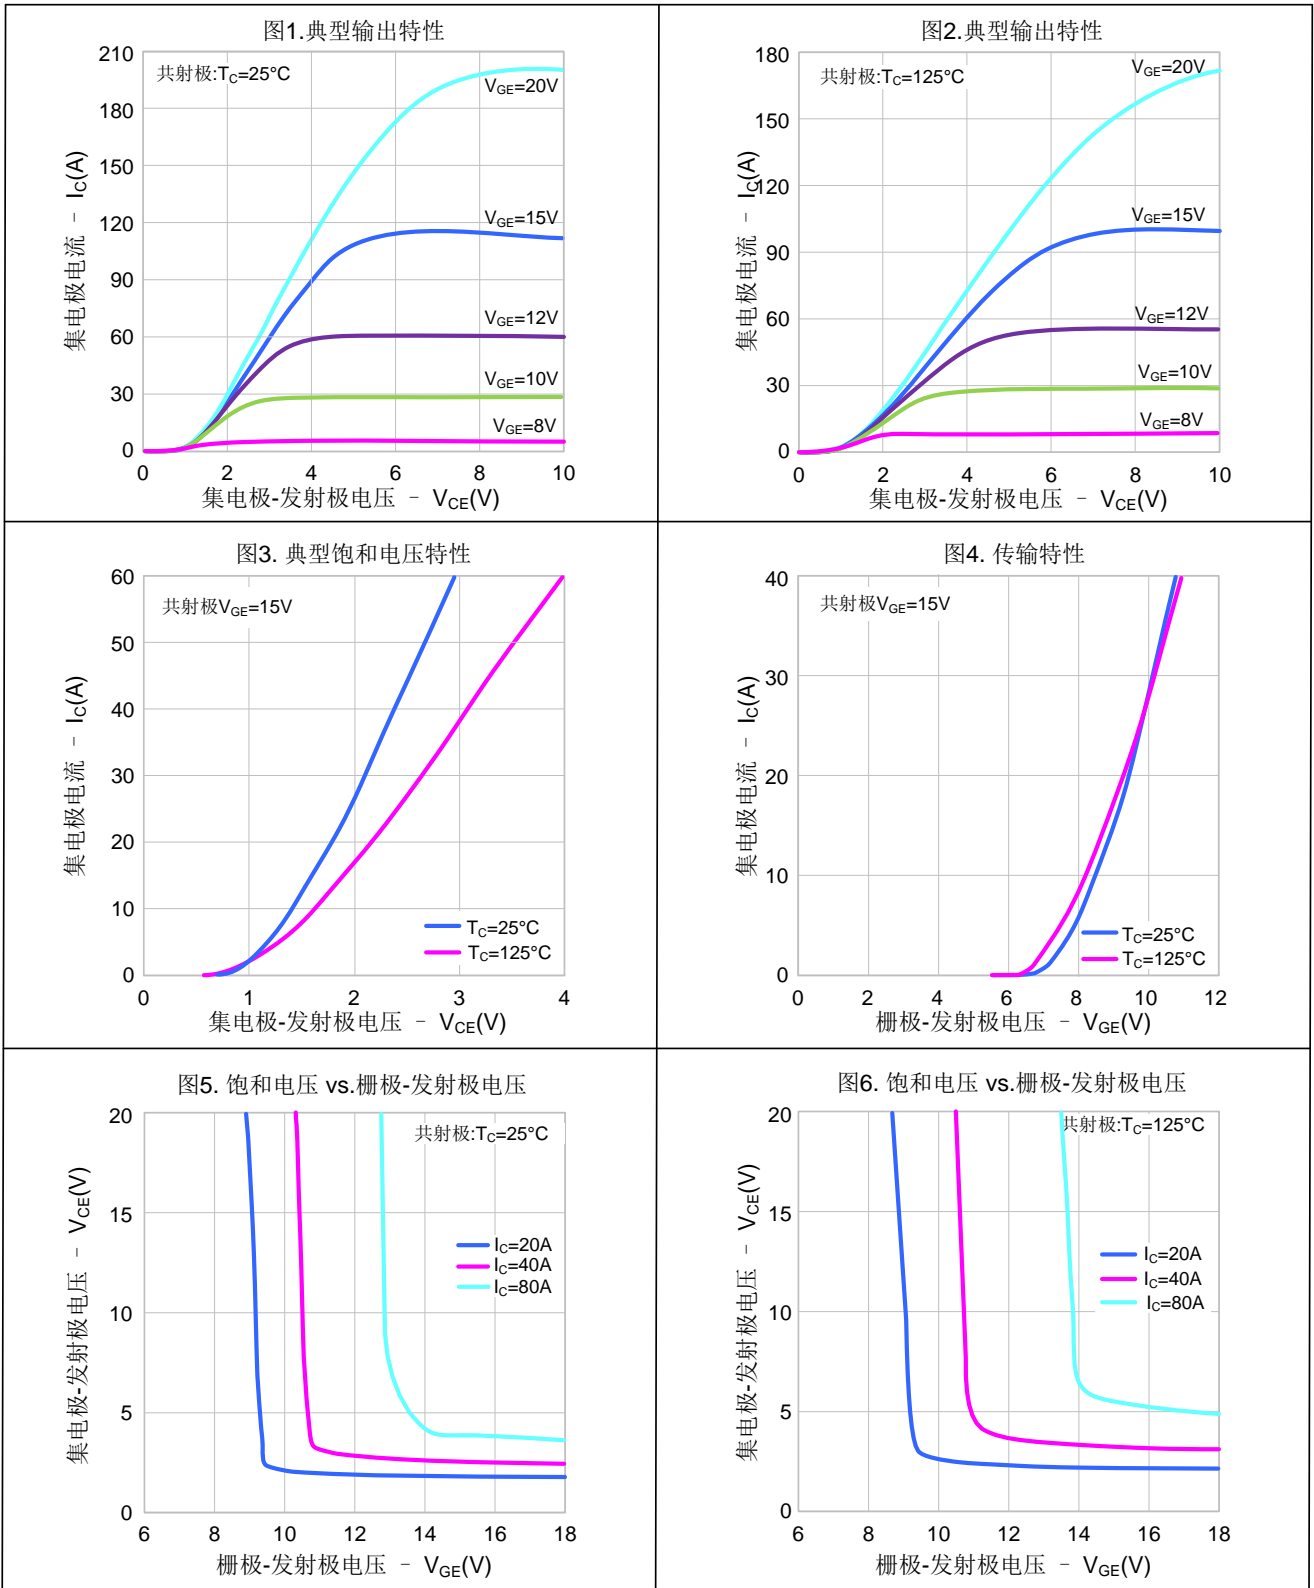 图1.典型输出特性
共射极:TC=25°C
集电极电流 - IC(A)
210
180
150
120
90
60
30
0
VGE=20V
VGE=15V
VGE=12V
VGE=10V
VGE=8V
0 2 4 6 8 10
集电极-发射极电压 - VCE(V)
图2.典型输出特性
共射极:TC=125°C
集电极电流 - IC(A)
180
150
120
90
60
30
0
VGE=20V
VGE=15V
VGE=12V
VGE=10V
VGE=8V
0 2 4 6 8 10
集电极-发射极电压 - VCE(V)
图3. 典型饱和电压特性
共射极VGE=15V
集电极电流 - IC(A)
60
50
40
30
20
10
0
TC=25°C
TC=125°C
0 1 2 3 4
集电极-发射极电压 - VCE(V)
图4. 传输特性
共射极VGE=15V
集电极电流 - IC(A)
40
30
20
10
0
TC=25°C
TC=125°C
0 2 4 6 8 10 12
栅极-发射极电压 - VGE(V)
图5. 饱和电压 vs.栅极-发射极电压
共射极:TC=25°C
集电极-发射极电压 - VCE(V)
20
15
10
5
0
IC=20A
IC=40A
IC=80A
6 8 10 12 14 16 18
栅极-发射极电压 - VGE(V)
图6. 饱和电压 vs.栅极-发射极电压
共射极:TC=125°C
集电极-发射极电压 - VCE(V)
20
15
10
5
0
IC=20A
IC=40A
IC=80A
6 8 10 12 14 16 18
栅极-发射极电压 - VGE(V)